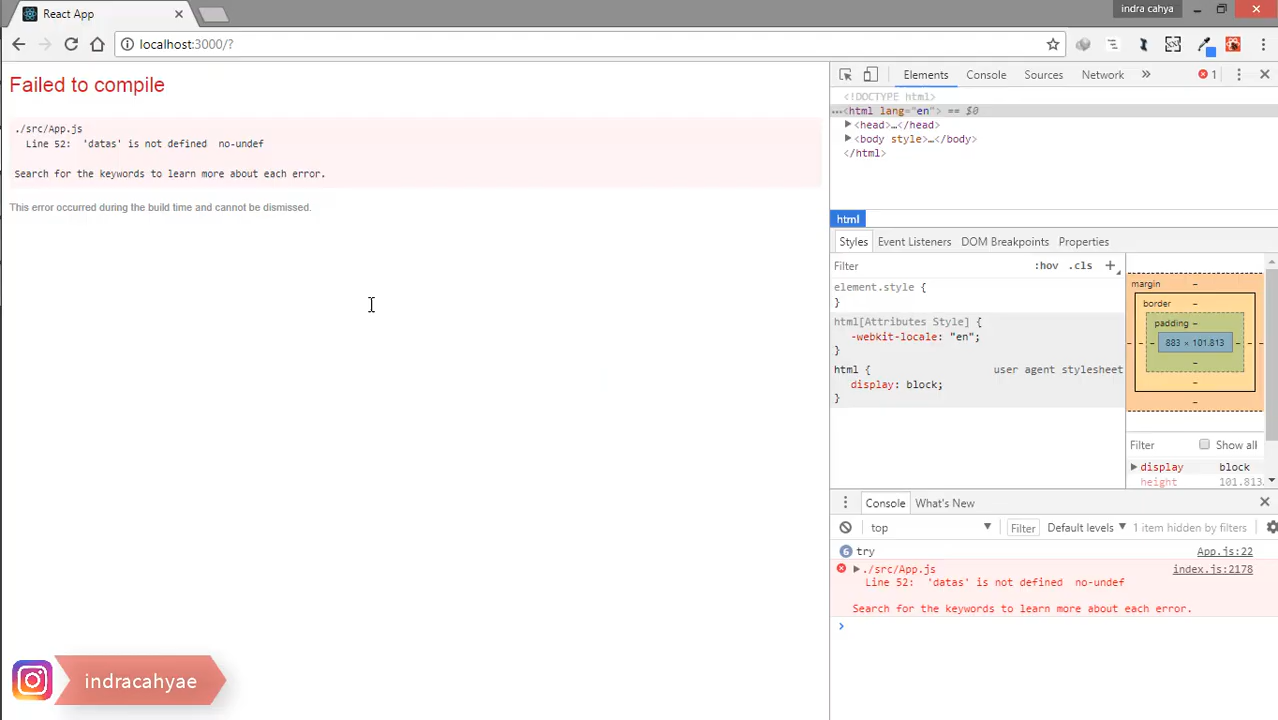 React App
indra cahya
localhost:3000/?
Failed to compile
./src/App.js
Line 52:  'datas' is not defined  no-undef
Search for the keywords to learn more about each error.
This error occurred during the build time and cannot be dismissed.
Elements Console Sources Network » 1
<!DOCTYPE html>
…<html lang="en"> == $0
<head>…</head>
<body style>…</body>
</html>
html
Styles Event Listeners DOM Breakpoints Properties
Filter :hov .cls +
element.style {
}
html[Attributes Style] {
-webkit-locale: "en";
}
html { user agent stylesheet
display: block;
}
margin –
border –
padding –
– – – 883 × 101.813 – – –
–
–
–
Filter Show all
display block
height 101.813
Console What's New
top Filter Default levels 1 item hidden by filters
6 try App.js:22
./src/App.js index.js:2178
Line 52:  'datas' is not defined  no-undef
Search for the keywords to learn more about each error.
indracahyae